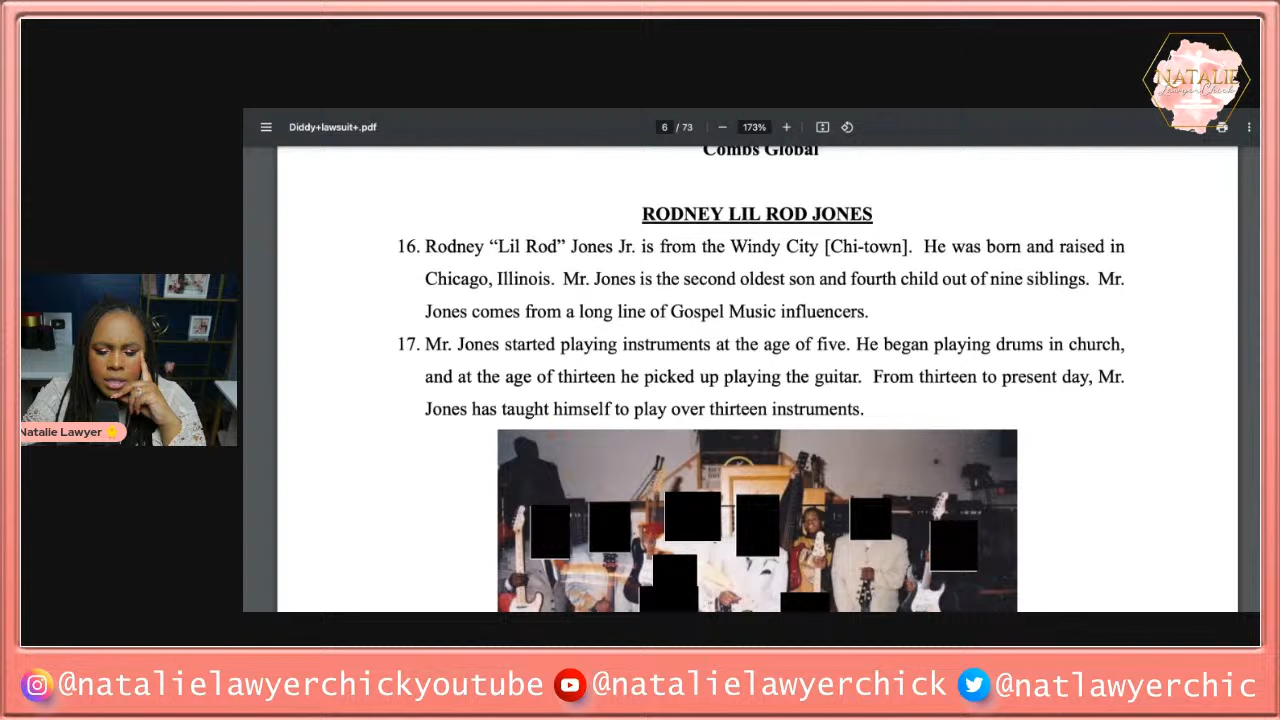 NATALIE
LawyerChick
Diddy+lawsuit+.pdf
6 / 73
173%
Combs Global
RODNEY LIL ROD JONES
16. Rodney “Lil Rod” Jones Jr. is from the Windy City [Chi-town]. He was born and raised in
Chicago, Illinois. Mr. Jones is the second oldest son and fourth child out of nine siblings. Mr.
Jones comes from a long line of Gospel Music influencers.
17. Mr. Jones started playing instruments at the age of five. He began playing drums in church,
and at the age of thirteen he picked up playing the guitar. From thirteen to present day, Mr.
Jones has taught himself to play over thirteen instruments.
Natalie Lawyer
@natalielawyerchickyoutube
@natalielawyerchick
@natlawyerchic